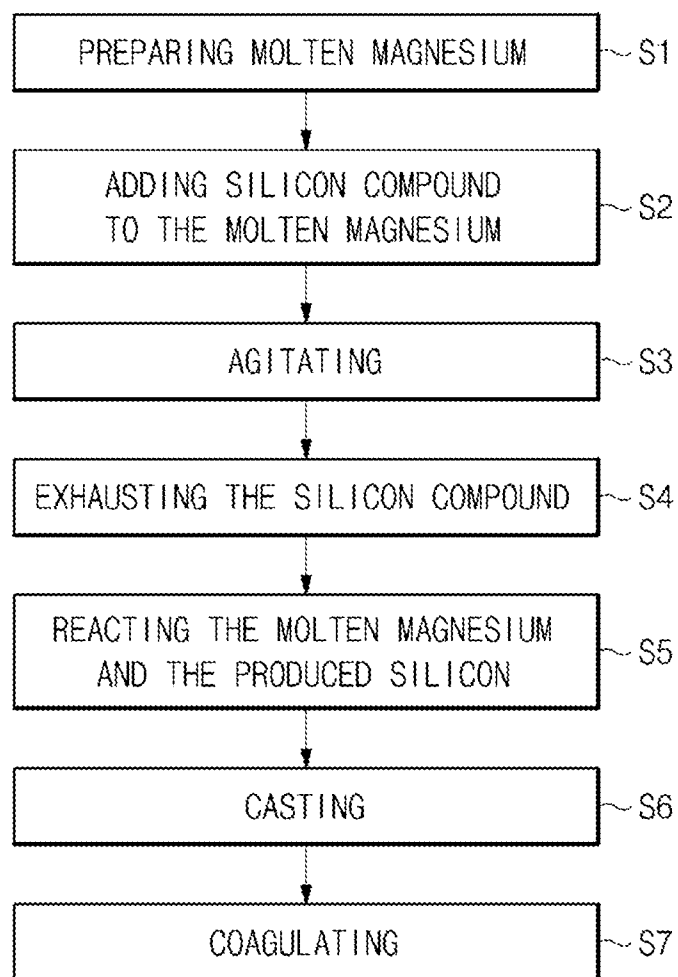 PREPARING MOLTEN MAGNESIUM S1
ADDING SILICON COMPOUND
TO THE MOLTEN MAGNESIUM S2
AGITATING S3
EXHAUSTING THE SILICON COMPOUND S4
REACTING THE MOLTEN MAGNESIUM
AND THE PRODUCED SILICON S5
CASTING S6
COAGULATING S7